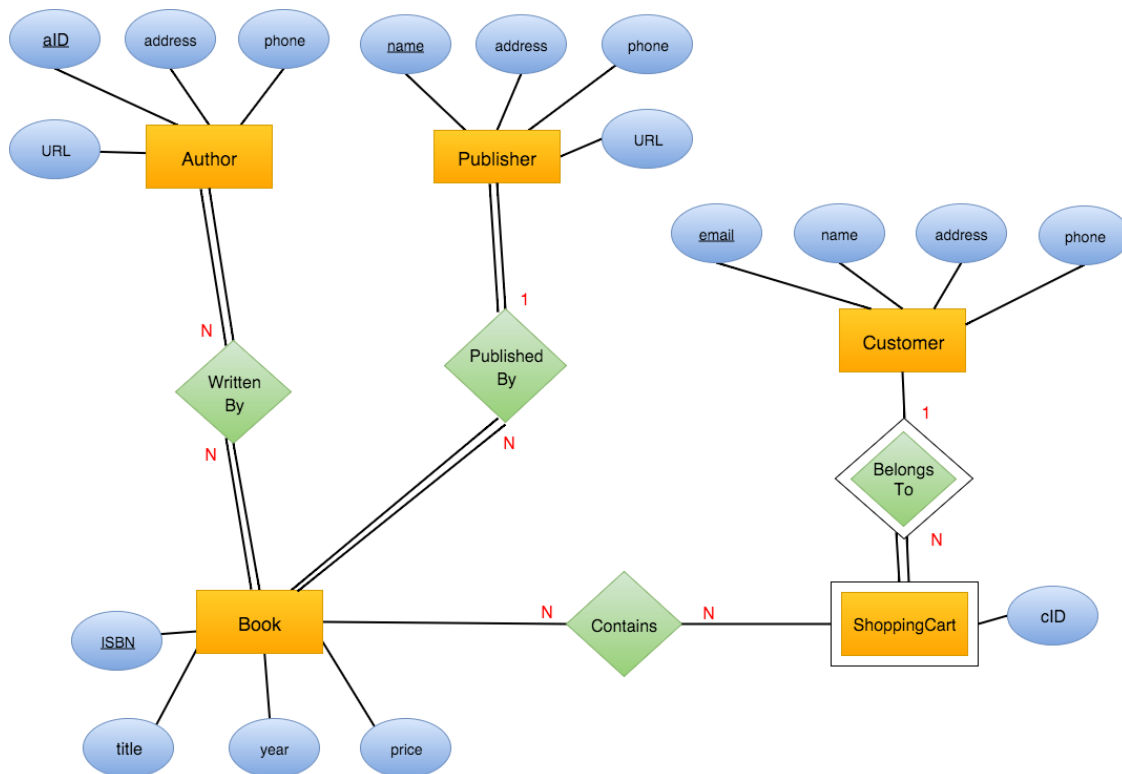 aID
address
phone
name
address
phone
URL
Author
Publisher
URL
email
name
address
phone
1
N
Written
By
N
Published
By
N
Customer
1
Belongs
To
N
ISBN
Book
N
Contains
N
ShoppingCart
cID
title
year
price